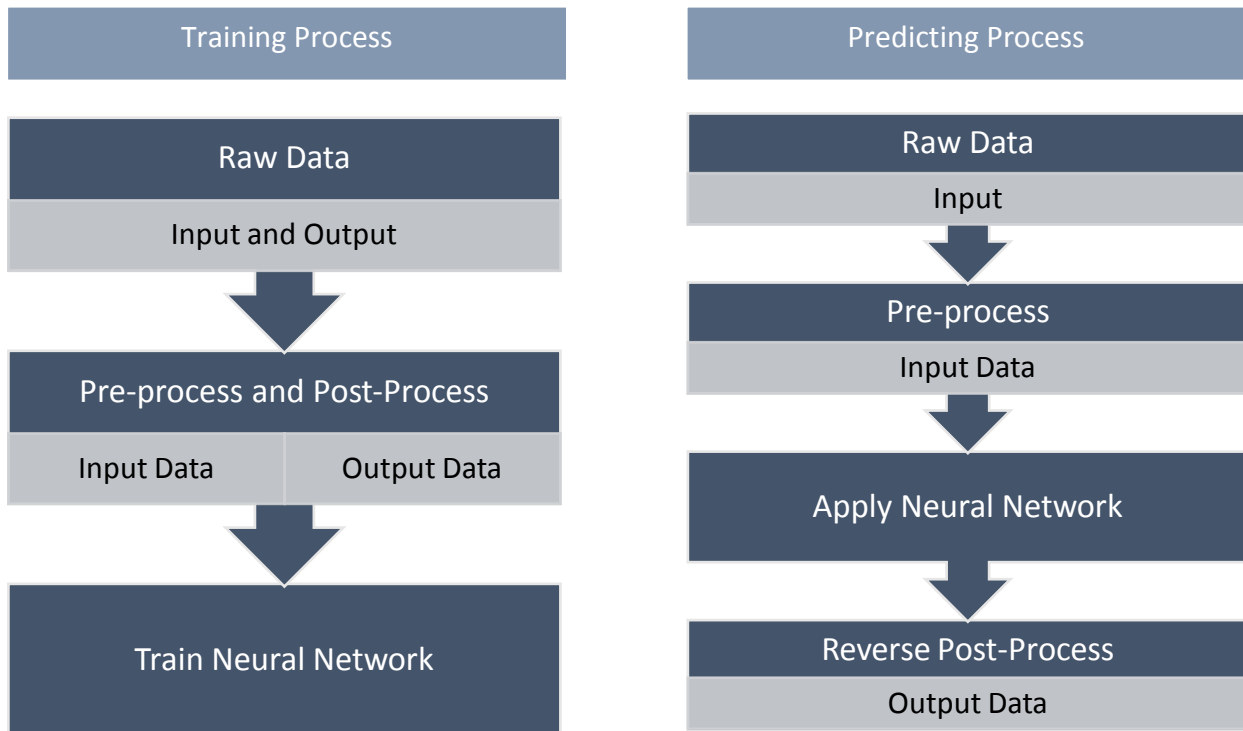 Training Process
Raw Data
Input and Output
Pre-process and Post-Process
Input Data
Output Data
Train Neural Network
Predicting Process
Raw Data
Input
Pre-process
Input Data
Apply Neural Network
Reverse Post-Process
Output Data